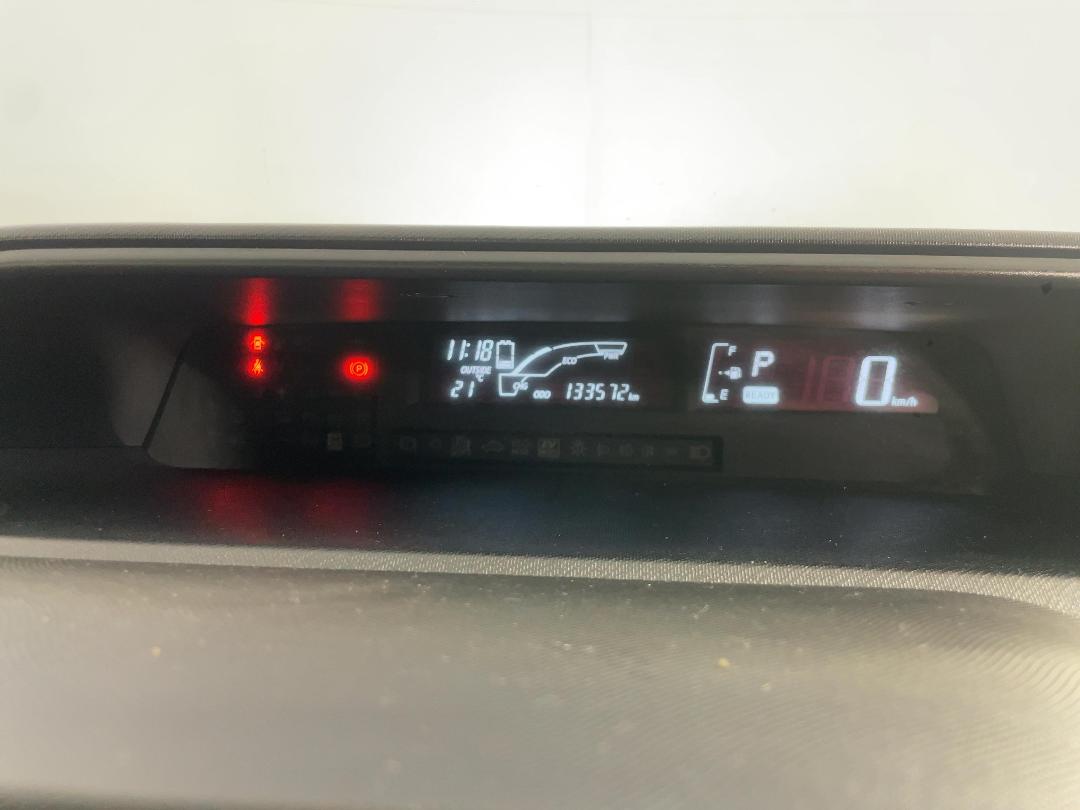 11:18
OUTSIDE
21 °C
CHG
ECO
PWR
ODO 133572 km
F
E
P
READY
0 km/h
(P)